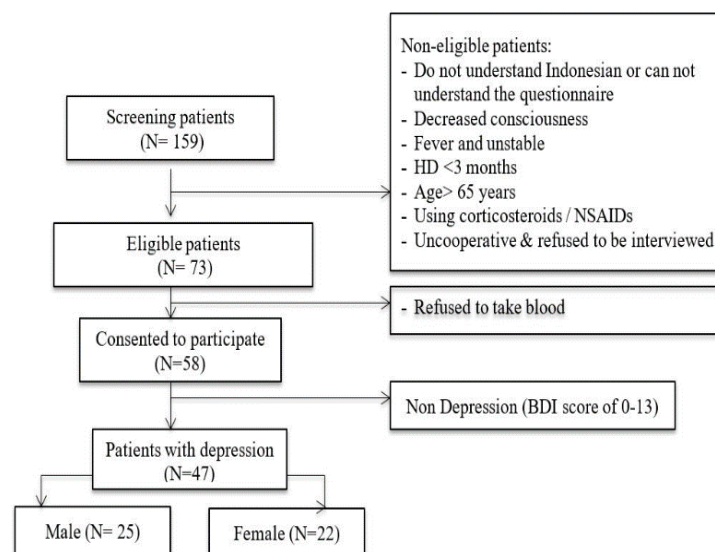 Non-eligible patients:
- Do not understand Indonesian or can not
understand the questionnaire
- Decreased consciousness
- Fever and unstable
- HD <3 months
- Age> 65 years
- Using corticosteroids / NSAIDs
- Uncooperative & refused to be interviewed
Screening patients
(N= 159)
Eligible patients
(N= 73)
- Refused to take blood
Consented to participate
(N=58)
Non Depression (BDI score of 0-13)
Patients with depression
(N=47)
Male (N= 25)
Female (N=22)